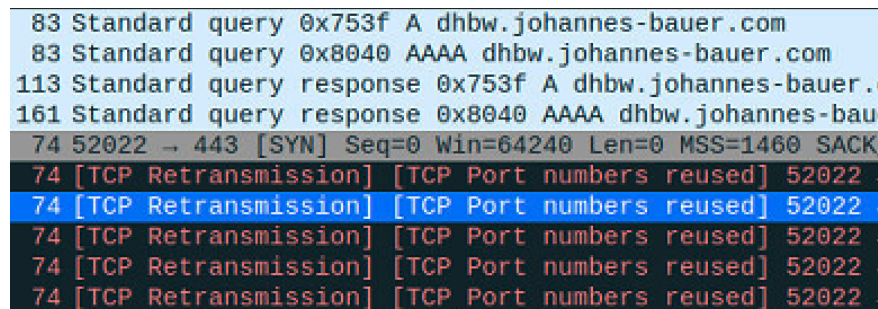 83 Standard query 0x753f A dhbw.johannes-bauer.com
83 Standard query 0x8040 AAAA dhbw.johannes-bauer.com
113 Standard query response 0x753f A dhbw.johannes-bauer.
161 Standard query response 0x8040 AAAA dhbw.johannes-bau
74 52022 → 443 [SYN] Seq=0 Win=64240 Len=0 MSS=1460 SACK
74 [TCP Retransmission] [TCP Port numbers reused] 52022
74 [TCP Retransmission] [TCP Port numbers reused] 52022
74 [TCP Retransmission] [TCP Port numbers reused] 52022
74 [TCP Retransmission] [TCP Port numbers reused] 52022
74 [TCP Retransmission] [TCP Port numbers reused] 52022